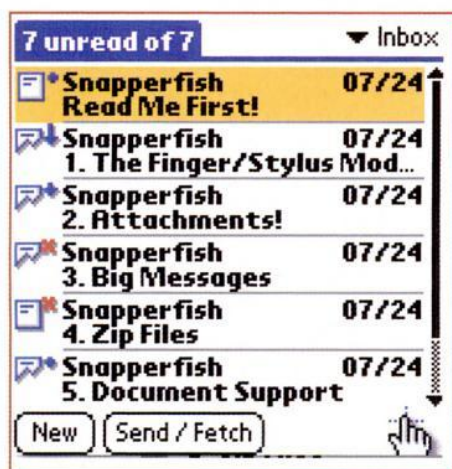 7 unread of 7
Inbox
Snapperfish 07/24
Read Me First!
Snapperfish 07/24
1. The Finger/Stylus Mod...
Snapperfish 07/24
2. Attachments!
Snapperfish 07/24
3. Big Messages
Snapperfish 07/24
4. Zip Files
Snapperfish 07/24
5. Document Support
New Send / Fetch